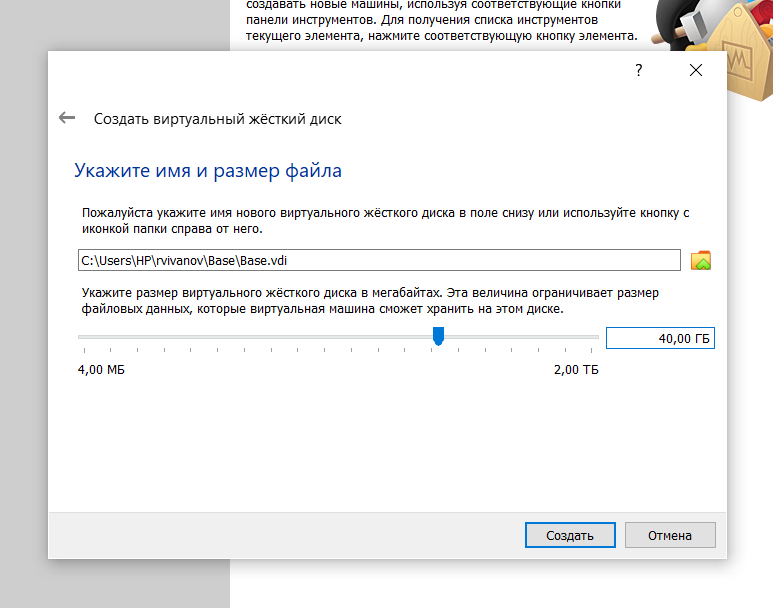 создавать новые машины, используя соответствующие кнопки
панели инструментов. Для получения списка инструментов
текущего элемента, нажмите соответствующую кнопку элемента.
?
Создать виртуальный жёсткий диск
Укажите имя и размер файла
Пожалуйста укажите имя нового виртуального жёсткого диска в поле снизу или используйте кнопку с
иконкой папки справа от него.
C:\Users\HP\rvivanov\Base\Base.vdi
Укажите размер виртуального жёсткого диска в мегабайтах. Эта величина ограничивает размер
файловых данных, которые виртуальная машина сможет хранить на этом диске.
40,00 ГБ
4,00 МБ 2,00 ТБ
Создать Отмена